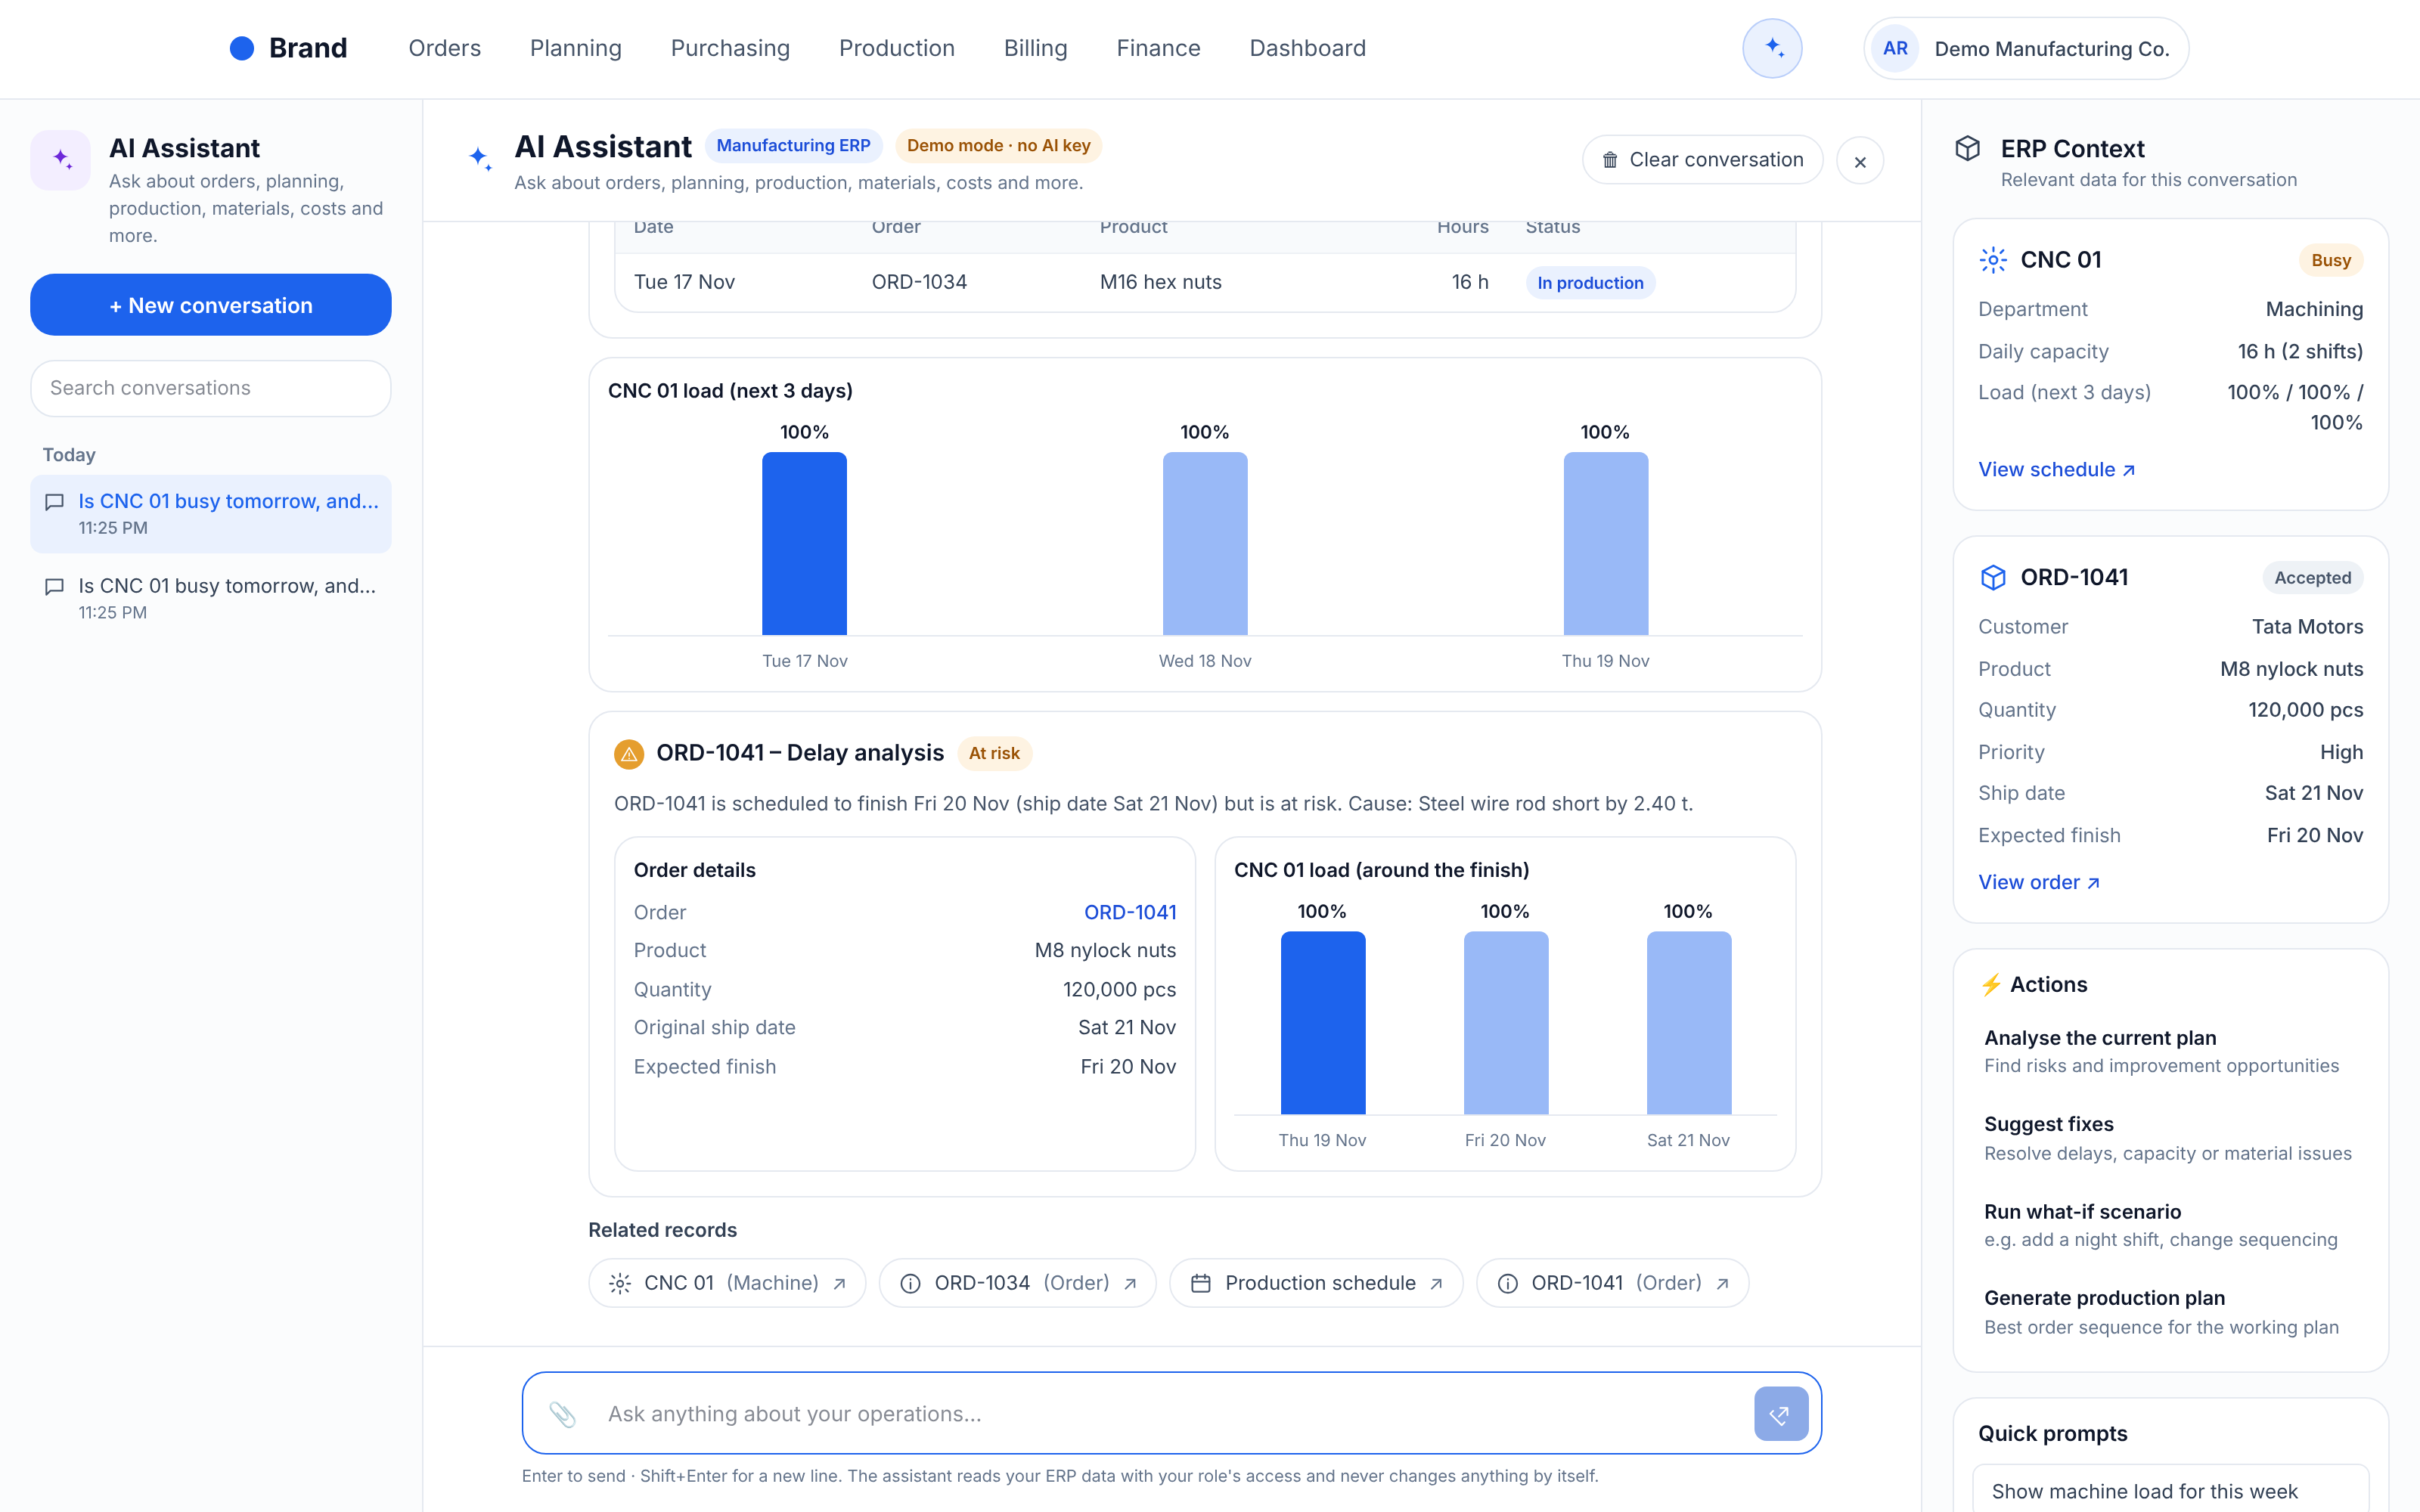 Brand
Orders
Planning
Purchasing
Production
Billing
Finance
Dashboard
AR
Demo Manufacturing Co.
AI Assistant
Ask about orders, planning,
production, materials, costs and
more.
+ New conversation
Search conversations
Today
Is CNC 01 busy tomorrow, and...
11:25 PM
Is CNC 01 busy tomorrow, and...
11:25 PM
AI Assistant
Manufacturing ERP
Demo mode · no AI key
Ask about orders, planning, production, materials, costs and more.
Clear conversation
×
Date Order Product Hours Status
Tue 17 Nov ORD-1034 M16 hex nuts 16 h In production
CNC 01 load (next 3 days)
100% 100% 100%
Tue 17 Nov Wed 18 Nov Thu 19 Nov
ORD-1041 – Delay analysis
At risk
ORD-1041 is scheduled to finish Fri 20 Nov (ship date Sat 21 Nov) but is at risk. Cause: Steel wire rod short by 2.40 t.
Order details
Order ORD-1041
Product M8 nylock nuts
Quantity 120,000 pcs
Original ship date Sat 21 Nov
Expected finish Fri 20 Nov
CNC 01 load (around the finish)
100% 100% 100%
Thu 19 Nov Fri 20 Nov Sat 21 Nov
Related records
CNC 01 (Machine)
ORD-1034 (Order)
Production schedule
ORD-1041 (Order)
Ask anything about your operations...
Enter to send · Shift+Enter for a new line. The assistant reads your ERP data with your role's access and never changes anything by itself.
ERP Context
Relevant data for this conversation
CNC 01 Busy
Department Machining
Daily capacity 16 h (2 shifts)
Load (next 3 days) 100% / 100% /
100%
View schedule
ORD-1041 Accepted
Customer Tata Motors
Product M8 nylock nuts
Quantity 120,000 pcs
Priority High
Ship date Sat 21 Nov
Expected finish Fri 20 Nov
View order
Actions
Analyse the current plan
Find risks and improvement opportunities
Suggest fixes
Resolve delays, capacity or material issues
Run what-if scenario
e.g. add a night shift, change sequencing
Generate production plan
Best order sequence for the working plan
Quick prompts
Show machine load for this week